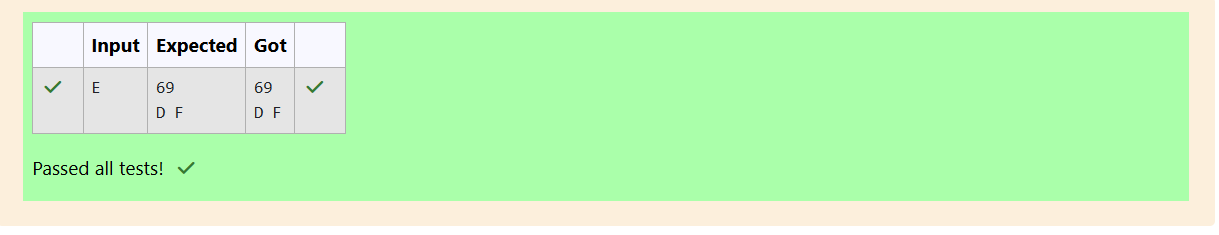 Input Expected Got
E 69 69
D F D F
Passed all tests!